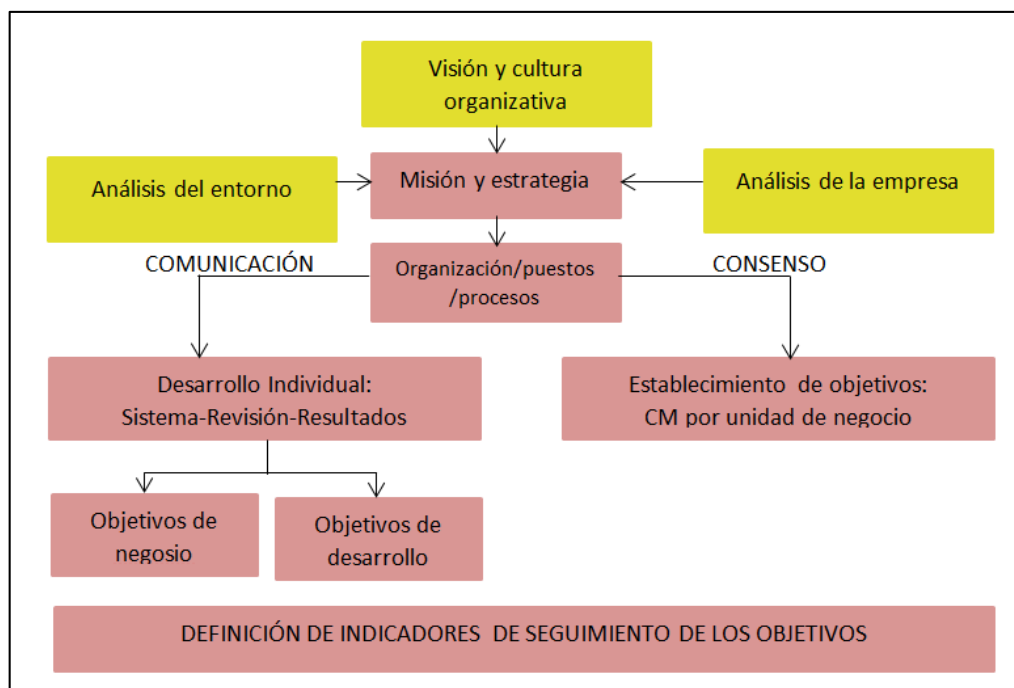 Visión y cultura
organizativa
Análisis del entorno
Misión y estrategia
Análisis de la empresa
COMUNICACIÓN
Organización/puestos
/procesos
CONSENSO
Desarrollo Individual:
Sistema-Revisión-Resultados
Establecimiento de objetivos:
CM por unidad de negocio
Objetivos de
negosio
Objetivos de
desarrollo
DEFINICIÓN DE INDICADORES DE SEGUIMIENTO DE LOS OBJETIVOS